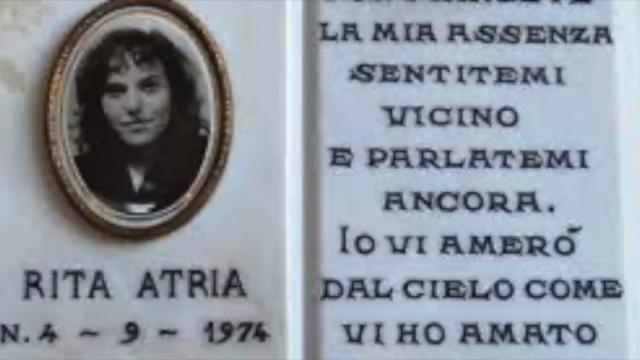 RITA ATRIA
N. 4 ~ 9 ~ 1974
LA MIA ASSENZA
SENTITEMI
VICINO
E PARLATEMI
ANCORA.
IO VI AMERÒ
DAL CIELO COME
VI HO AMATO